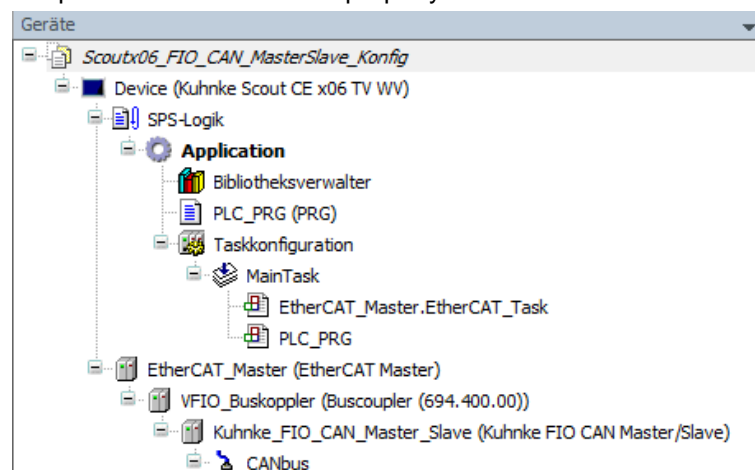 Geräte
Scoutx06_FIO_CAN_MasterSlave_Konfig
Device (Kuhnke Scout CE x06 TV WV)
SPS-Logik
Application
Bibliotheksverwalter
PLC_PRG (PRG)
Taskkonfiguration
MainTask
EtherCAT_Master.EtherCAT_Task
PLC_PRG
EtherCAT_Master (EtherCAT Master)
VFIO_Buskoppler (Buscoupler (694.400.00))
Kuhnke_FIO_CAN_Master_Slave (Kuhnke FIO CAN Master/Slave)
CANbus